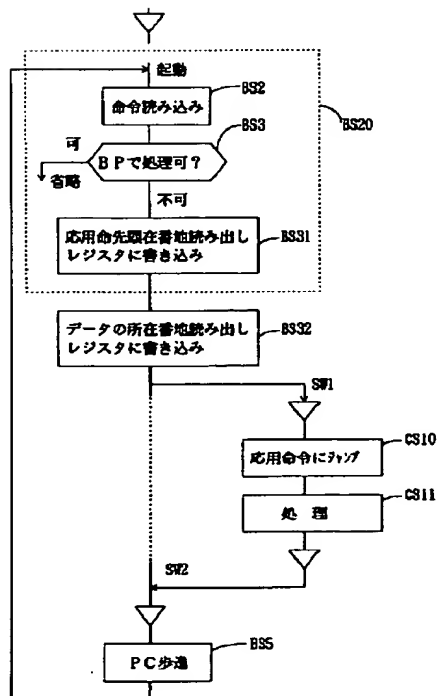 起動
BS2
命令読み込み
BS3
可
BPで処理可?
BS20
省略
不可
応用命先頭在番地読み出し
レジスタに書き込み
BS31
データの所在番地読み出し
レジスタに書き込み
BS32
SW1
CS10
応用命令にジャンプ
CS11
処 理
SW2
BS5
PC歩進